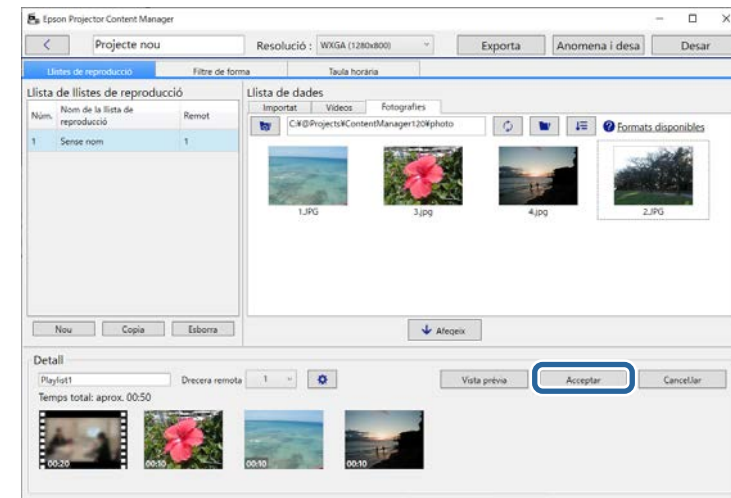 Epson Projector Content Manager
Projecte nou Resolució : WXGA (1280x800) Exporta Anomena i desa Desar
Llistes de reproducció Filtre de forma Taula horària
Llista de llistes de reproducció
Núm. Nom de la llista de reproducció Remot
1 Sense nom 1
Nou Copia Esborra
Llista de dades
Importat Vídeos Fotografies
C:¥@Projects¥ContentManager120¥photo Formats disponibles
1.JPG 3.jpg 4.jpg 2.JPG
Afegeix
Detall
Playlist1 Drecera remota 1 Vista prèvia Acceptar Cancel·lar
Temps total: aprox. 00:50
00:20 00:10 00:10 00:10